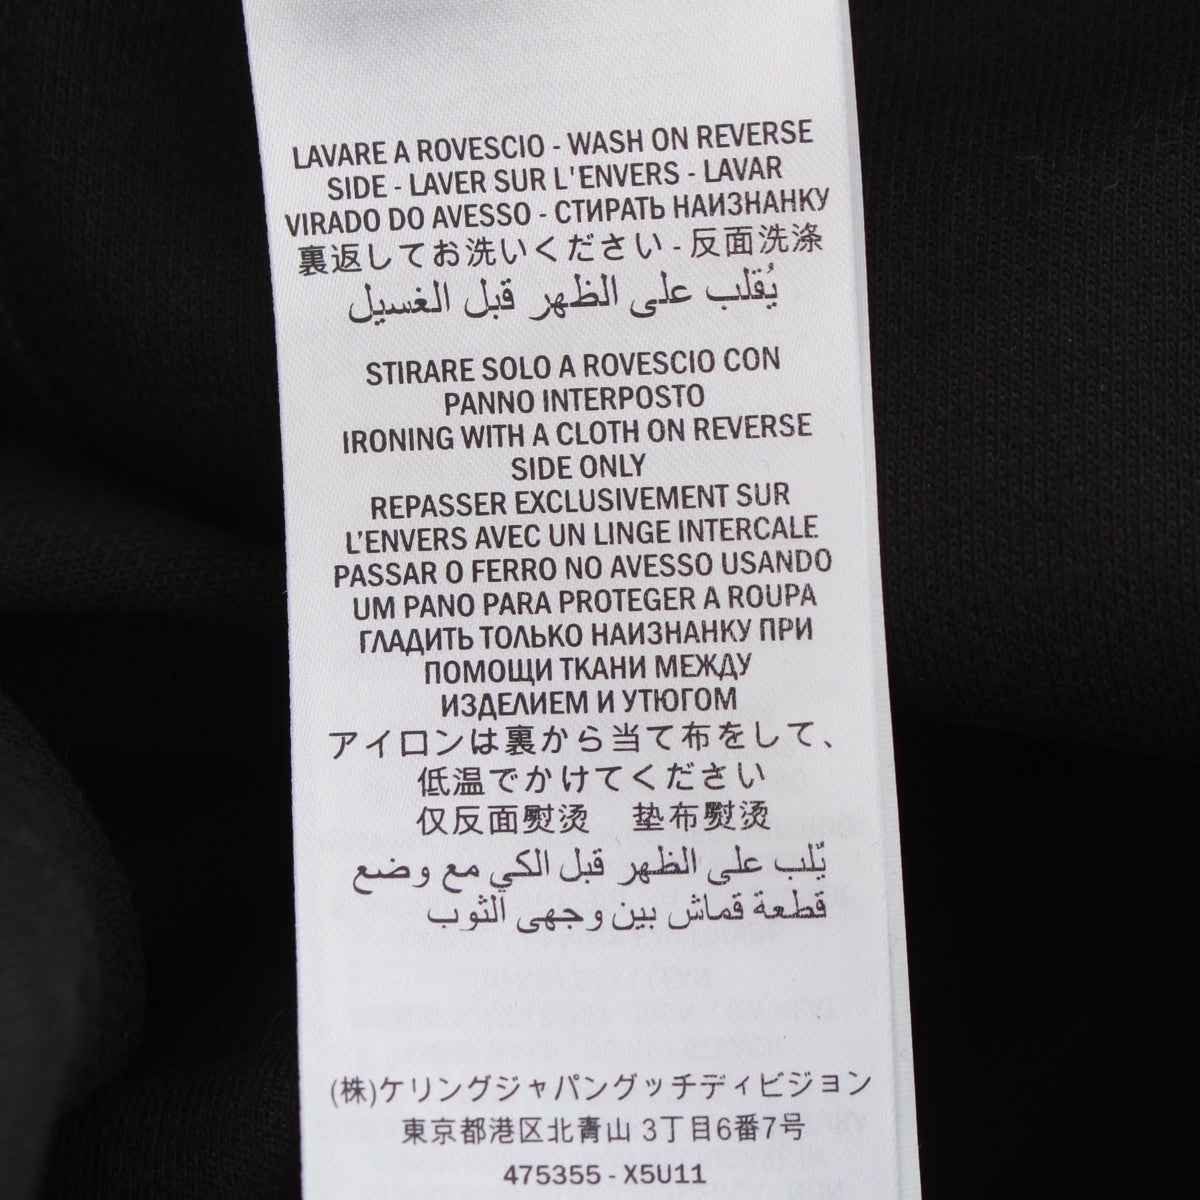 LAVARE A ROVESCIO - WASH ON REVERSE
SIDE - LAVER SUR L'ENVERS - LAVAR
VIRADO DO AVESSO - СТИРАТЬ НАИЗНАНКУ
裏返してお洗いください - 反面洗涤
يُقلب على الظهر قبل الغسيل
STIRARE SOLO A ROVESCIO CON
PANNO INTERPOSTO
IRONING WITH A CLOTH ON REVERSE
SIDE ONLY
REPASSER EXCLUSIVEMENT SUR
L'ENVERS AVEC UN LINGE INTERCALE
PASSAR O FERRO NO AVESSO USANDO
UM PANO PARA PROTEGER A ROUPA
ГЛАДИТЬ ТОЛЬКО НАИЗНАНКУ ПРИ
ПОМОЩИ ТКАНИ МЕЖДУ
ИЗДЕЛИЕМ И УТЮГОМ
アイロンは裏から当て布をして、
低温でかけてください
仅反面熨烫 垫布熨烫
يّلب على الظهر قبل الكي مع وضع
قطعة قماش بين وجهى الثوب
(株)ケリングジャパングッチディビジョン
東京都港区北青山 3丁目6番7号
475355 - X5U11